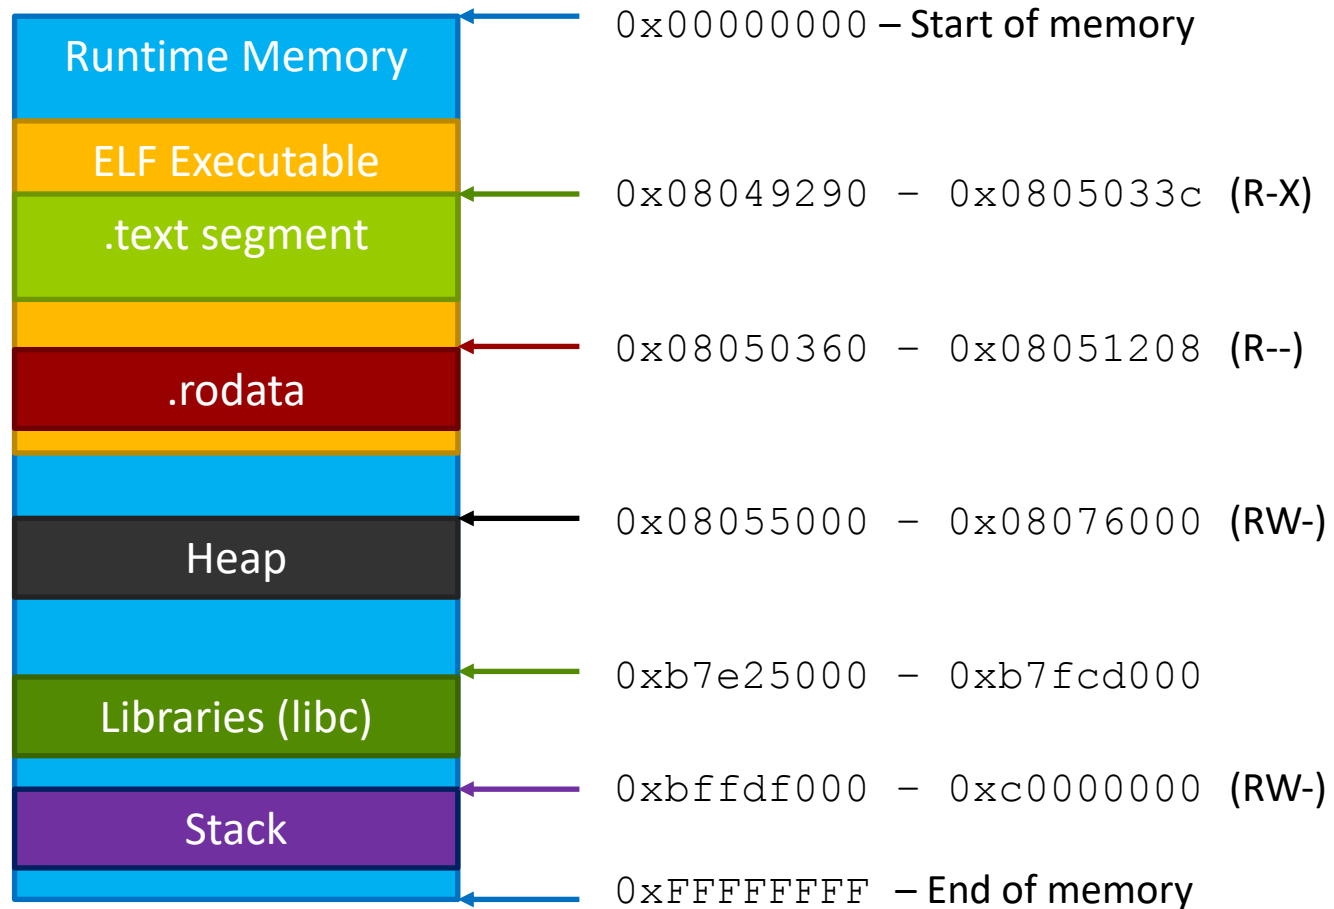 0x00000000 – Start of memory
Runtime Memory
ELF Executable
0x08049290 – 0x0805033c (R-X)
.text segment
0x08050360 – 0x08051208 (R--)
.rodata
0x08055000 – 0x08076000 (RW-)
Heap
0xb7e25000 – 0xb7fcd000
Libraries (libc)
0xbffdf000 – 0xc0000000 (RW-)
Stack
0xFFFFFFFF – End of memory